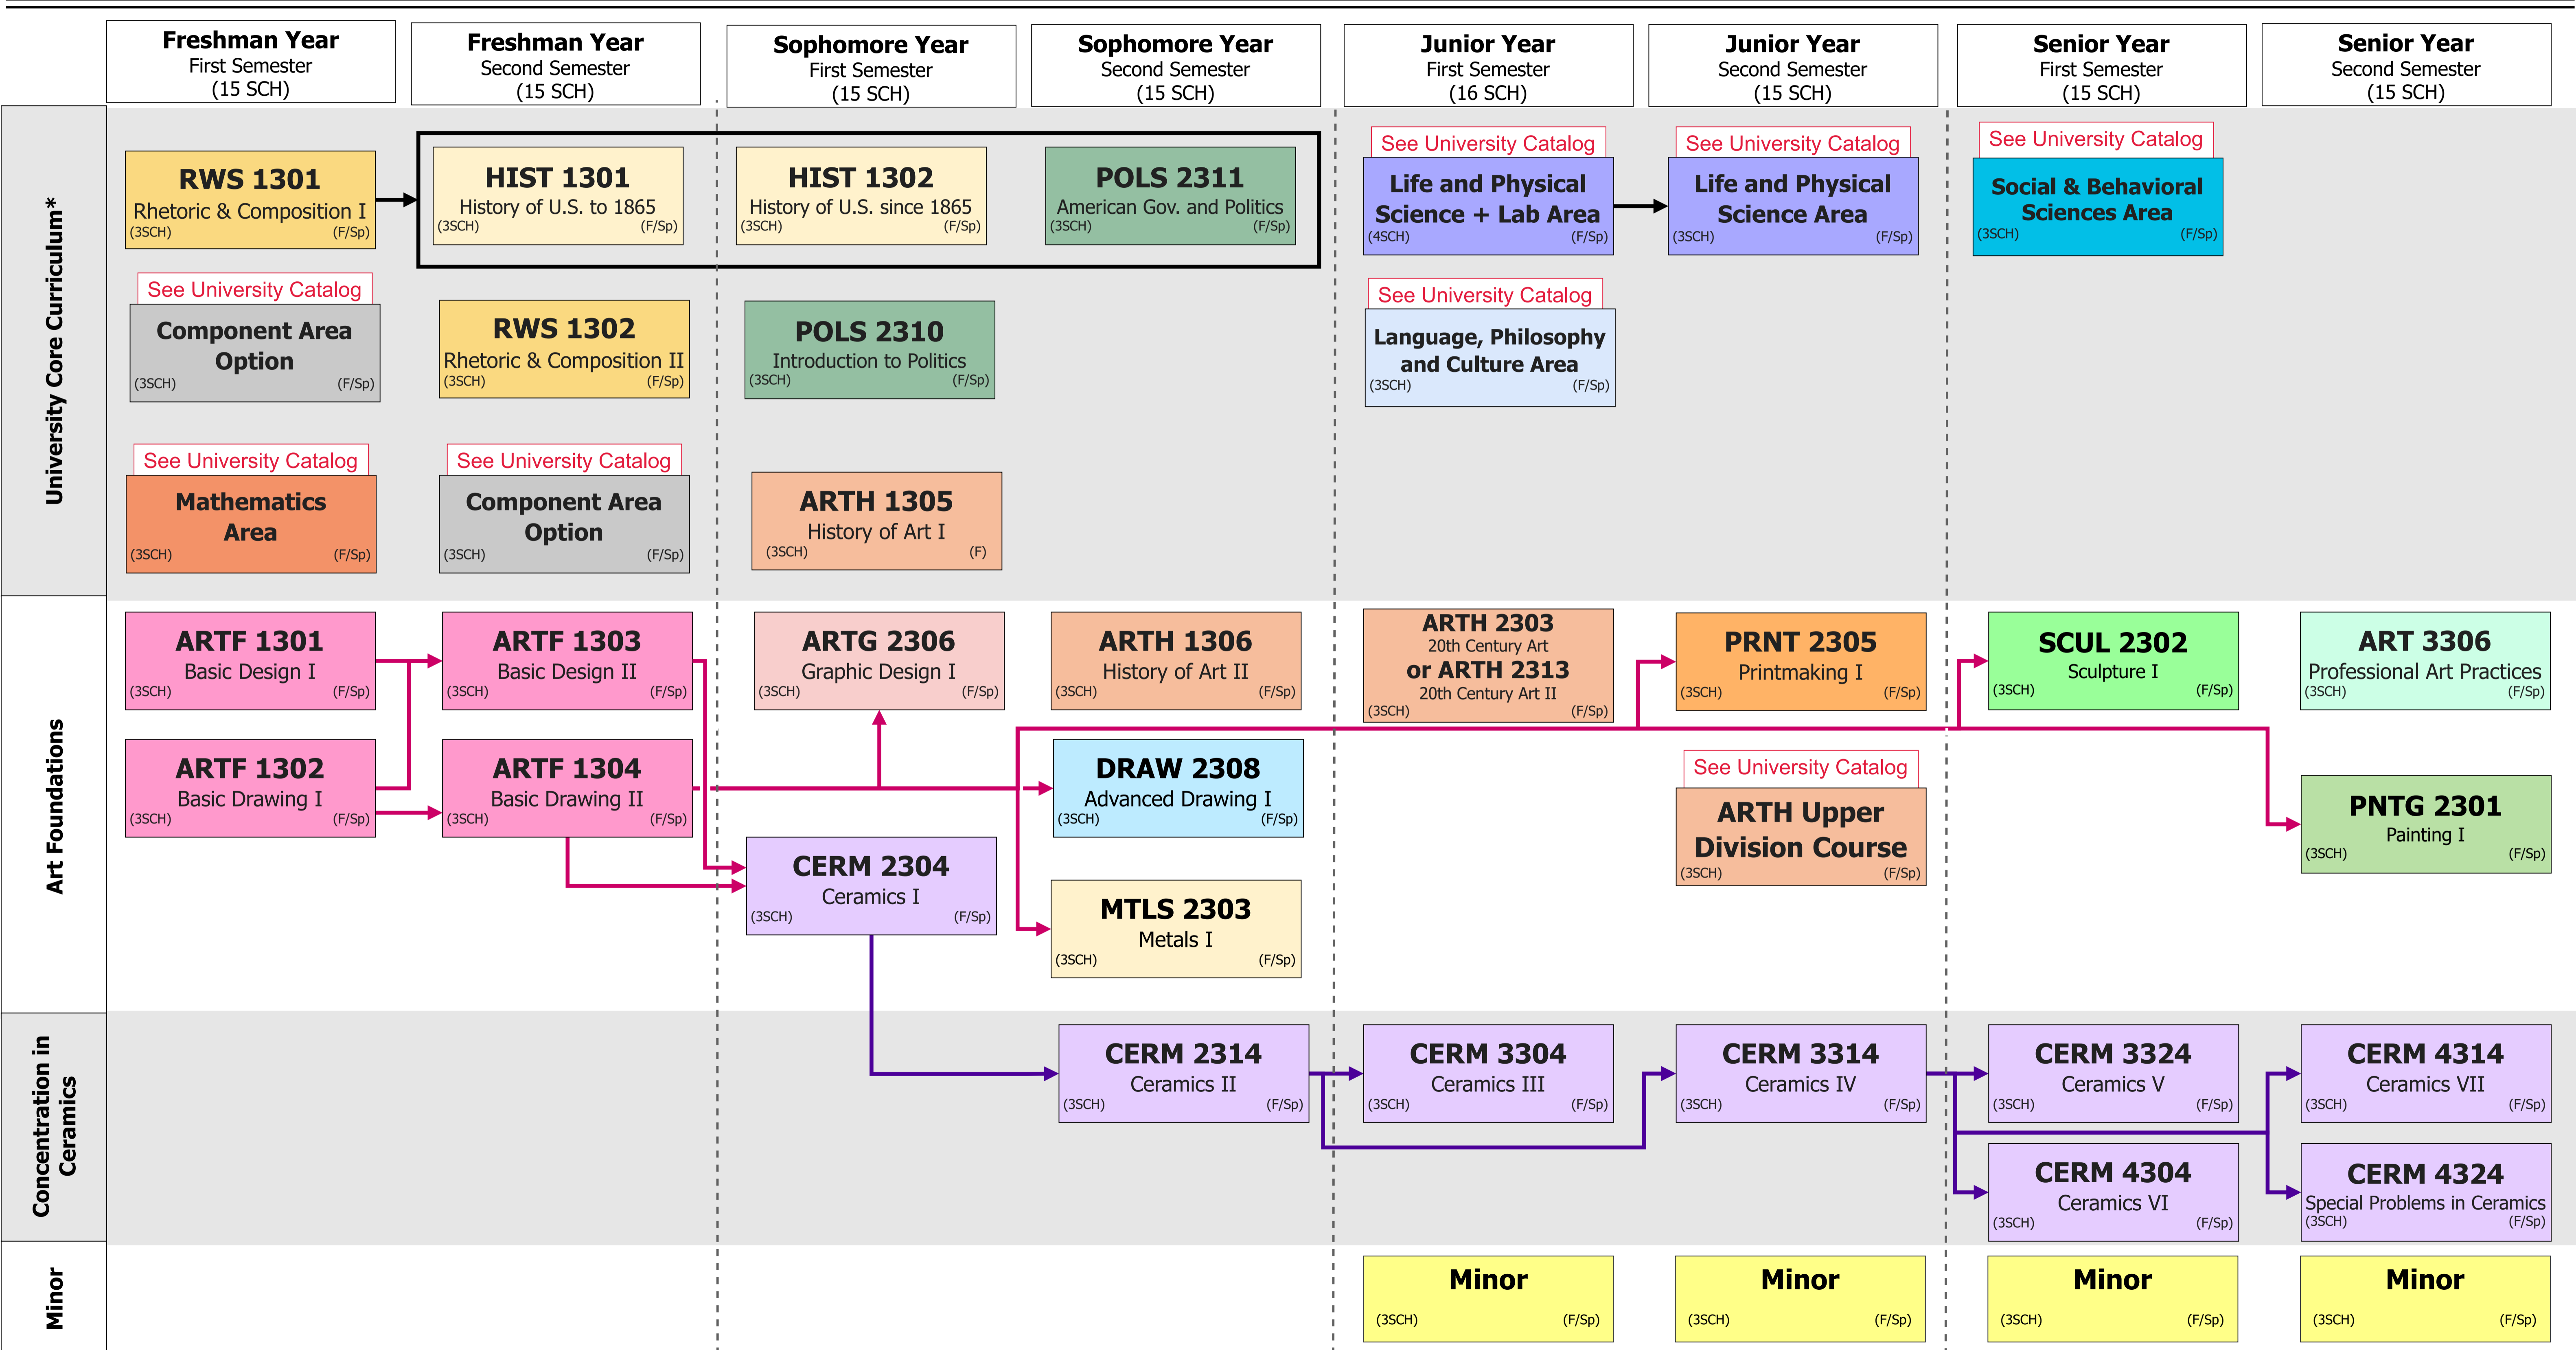 Freshman Year
First Semester
(15 SCH)
Freshman Year
Second Semester
(15 SCH)
Sophomore Year
First Semester
(15 SCH)
Sophomore Year
Second Semester
(15 SCH)
Junior Year
First Semester
(16 SCH)
Junior Year
Second Semester
(15 SCH)
Senior Year
First Semester
(15 SCH)
Senior Year
Second Semester
(15 SCH)
University Core Curriculum*
RWS 1301
Rhetoric & Composition I
(3SCH) (F/Sp)
HIST 1301
History of U.S. to 1865
(3SCH) (F/Sp)
HIST 1302
History of U.S. since 1865
(3SCH) (F/Sp)
POLS 2311
American Gov. and Politics
(3SCH) (F/Sp)
See University Catalog
Life and Physical
Science + Lab Area
(4SCH) (F/Sp)
See University Catalog
Life and Physical
Science Area
(3SCH) (F/Sp)
See University Catalog
Social & Behavioral
Sciences Area
(3SCH) (F/Sp)
See University Catalog
Component Area
Option
(3SCH) (F/Sp)
RWS 1302
Rhetoric & Composition II
(3SCH) (F/Sp)
POLS 2310
Introduction to Politics
(3SCH) (F/Sp)
See University Catalog
Language, Philosophy
and Culture Area
(3SCH) (F/Sp)
See University Catalog
Mathematics
Area
(3SCH) (F/Sp)
See University Catalog
Component Area
Option
(3SCH) (F/Sp)
ARTH 1305
History of Art I
(3SCH) (F)
Art Foundations
ARTF 1301
Basic Design I
(3SCH) (F/Sp)
ARTF 1303
Basic Design II
(3SCH) (F/Sp)
ARTG 2306
Graphic Design I
(3SCH) (F/Sp)
ARTH 1306
History of Art II
(3SCH) (F/Sp)
ARTH 2303
20th Century Art
or ARTH 2313
20th Century Art II
(3SCH) (F/Sp)
PRNT 2305
Printmaking I
(3SCH) (F/Sp)
SCUL 2302
Sculpture I
(3SCH) (F/Sp)
ART 3306
Professional Art Practices
(3SCH) (F/Sp)
ARTF 1302
Basic Drawing I
(3SCH) (F/Sp)
ARTF 1304
Basic Drawing II
(3SCH) (F/Sp)
DRAW 2308
Advanced Drawing I
(3SCH) (F/Sp)
See University Catalog
ARTH Upper
Division Course
(3SCH) (F/Sp)
PNTG 2301
Painting I
(3SCH) (F/Sp)
CERM 2304
Ceramics I
(3SCH) (F/Sp)
MTLS 2303
Metals I
(3SCH) (F/Sp)
Concentration in
Ceramics
CERM 2314
Ceramics II
(3SCH) (F/Sp)
CERM 3304
Ceramics III
(3SCH) (F/Sp)
CERM 3314
Ceramics IV
(3SCH) (F/Sp)
CERM 3324
Ceramics V
(3SCH) (F/Sp)
CERM 4314
Ceramics VII
(3SCH) (F/Sp)
CERM 4304
Ceramics VI
(3SCH) (F/Sp)
CERM 4324
Special Problems in Ceramics
(3SCH) (F/Sp)
Minor
Minor
(3SCH) (F/Sp)
Minor
(3SCH) (F/Sp)
Minor
(3SCH) (F/Sp)
Minor
(3SCH) (F/Sp)